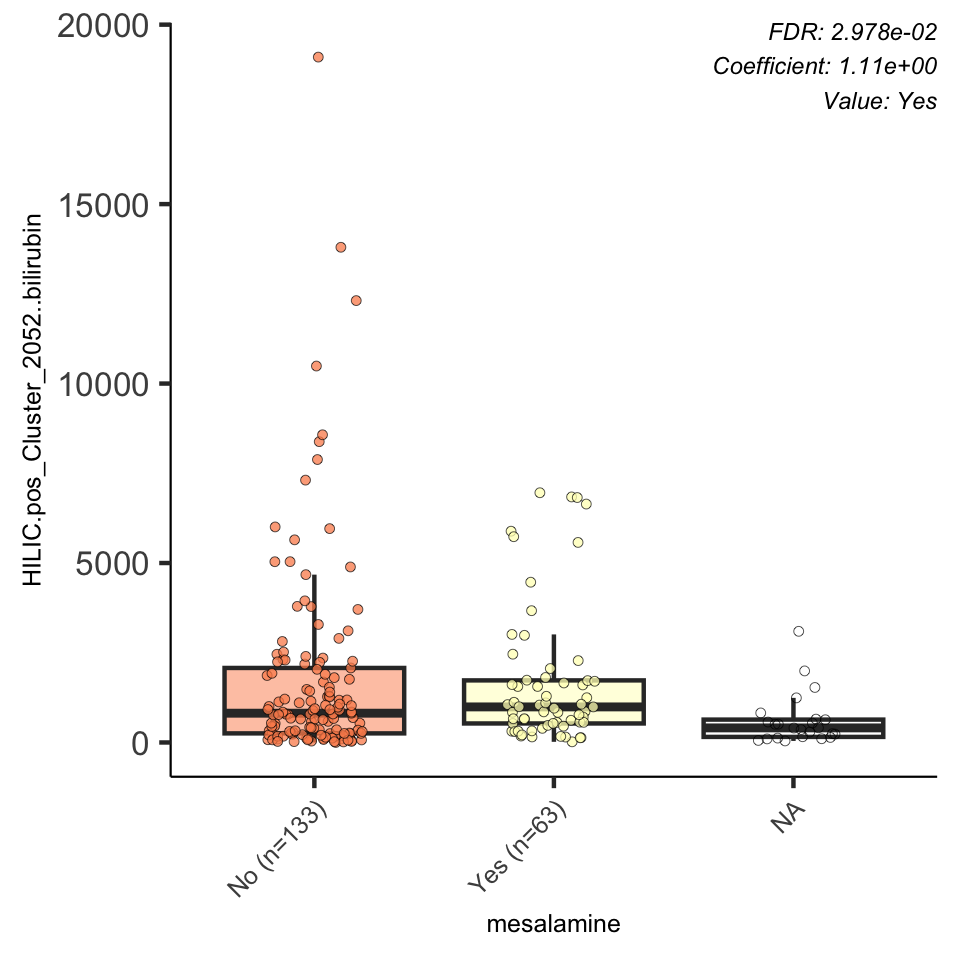 FDR: 2.978e-02
Coefficient: 1.11e+00
Value: Yes
20000
15000
10000
5000
0
HILIC.pos_Cluster_2052..bilirubin
No (n=133)
Yes (n=63)
NA
mesalamine